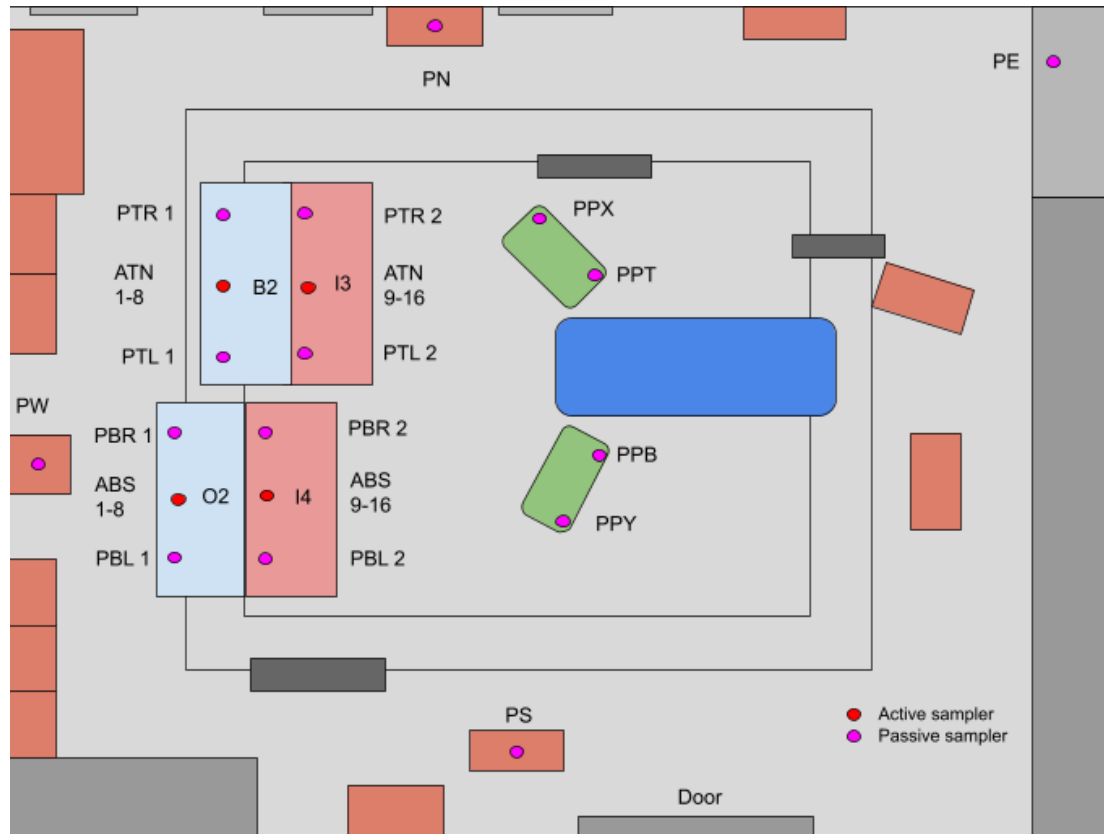 PN
PE
PTR 1
PTR 2
PPX
ATN
1-8
B2
I3
ATN
9-16
PPT
PTL 1
PTL 2
PW
PBR 1
PBR 2
PPB
ABS
1-8
O2
I4
ABS
9-16
PPY
PBL 1
PBL 2
PS
Active sampler
Passive sampler
Door